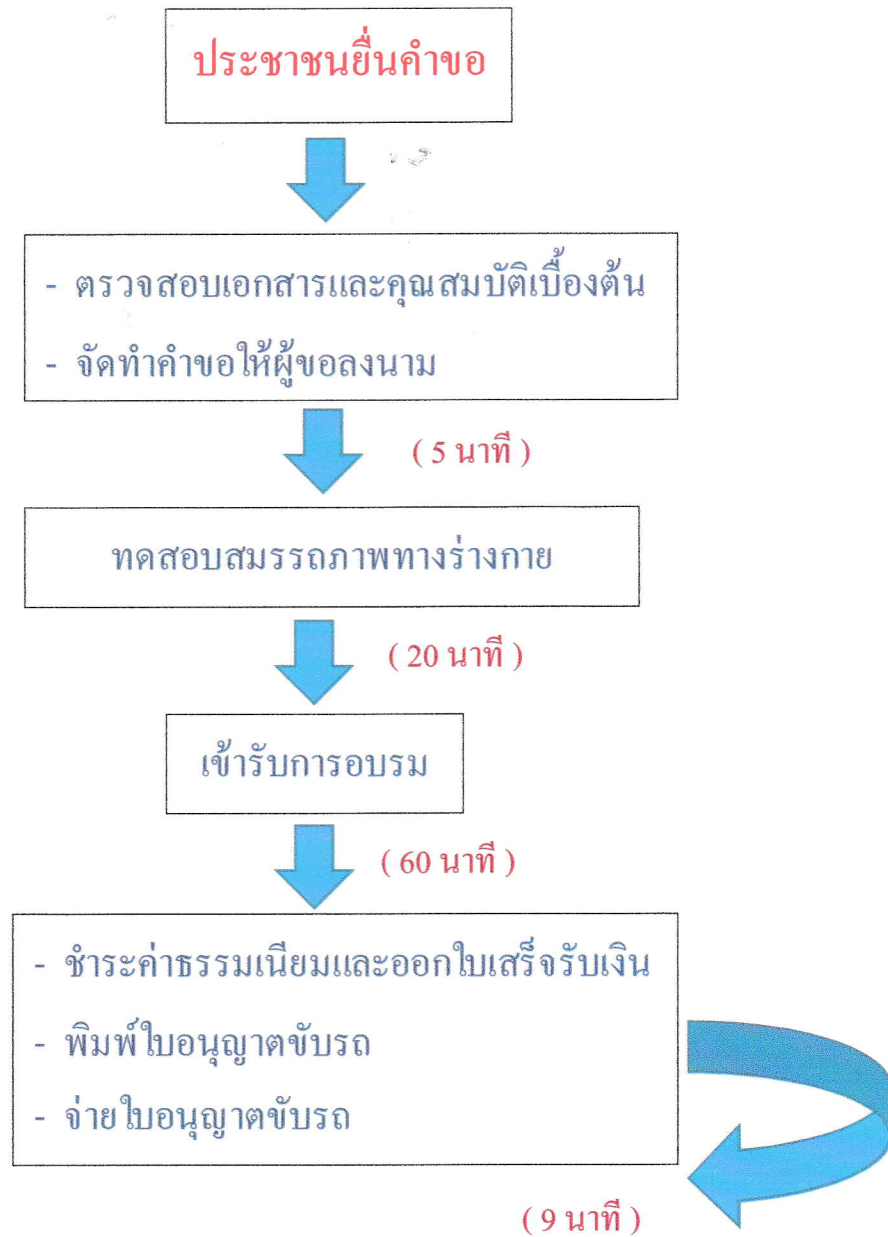 ประชาชนยื่นคำขอ
- ตรวจสอบเอกสารและคุณสมบัติเบื้องต้น
- จัดทำคำขอให้ผู้ขอลงนาม
( 5 นาที )
ทดสอบสมรรถภาพทางร่างกาย
( 20 นาที )
เข้ารับการอบรม
( 60 นาที )
- ชำระค่าธรรมเนียมและออกใบเสร็จรับเงิน
- พิมพ์ใบอนุญาตขับรถ
- จ่ายใบอนุญาตขับรถ
( 9 นาที )